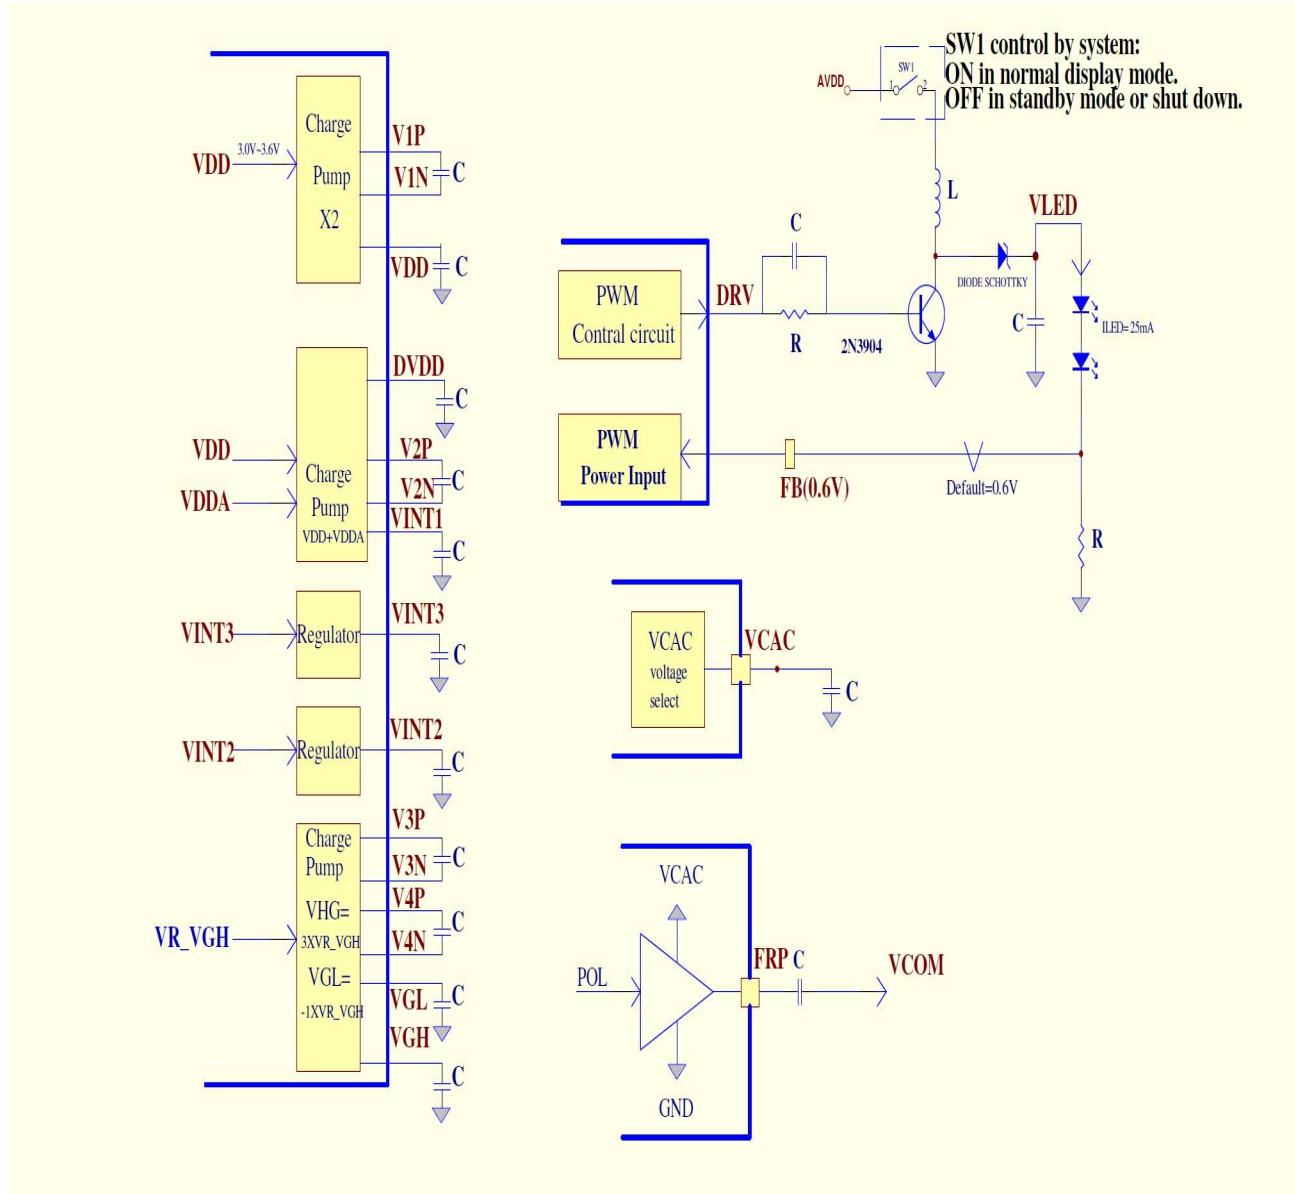 SW1 control by system:
ON in normal display mode.
OFF in standby mode or shut down.
AVDD
SW1
1
2
L
VLED
DIODE SCHOTTKY
C
ILED= 25mA
Charge
Pump
X2
VDD
3.0V~3.6V
V1P
V1N
C
VDD
C
PWM
Contral circuit
DRV
C
R
2N3904
PWM
Power Input
FB(0.6V)
Default=0.6V
R
DVDD
C
VDD
VDDA
Charge
Pump
VDD+VDDA
V2P
V2N
C
VINT1
C
VINT3
Regulator
VINT3
C
VCAC
voltage
select
VCAC
C
VINT2
Regulator
VINT2
C
Charge
Pump
VHG=
3XVR_VGH
VGL=
-1XVR_VGH
VR_VGH
V3P
V3N
C
V4P
V4N
C
VGL
C
VGH
C
VCAC
POL
GND
FRP
C
VCOM